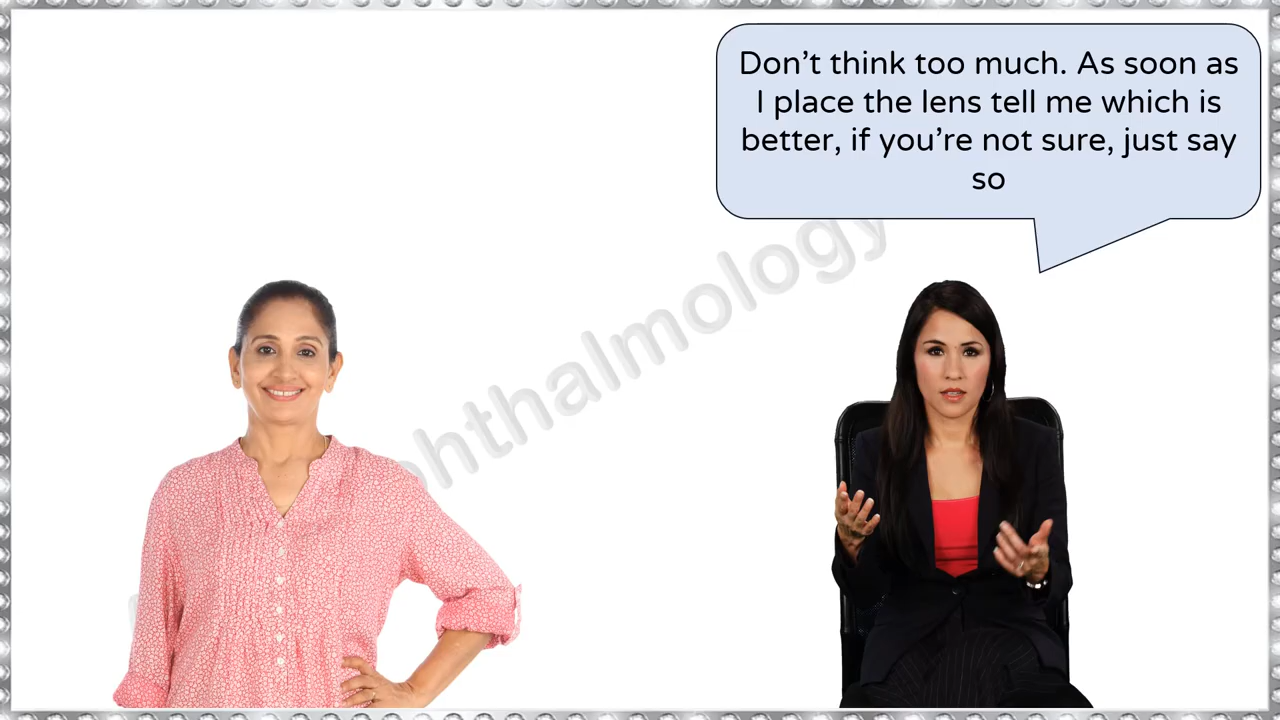 Don't think too much. As soon as
I place the lens tell me which is
better, if you're not sure, just say
so